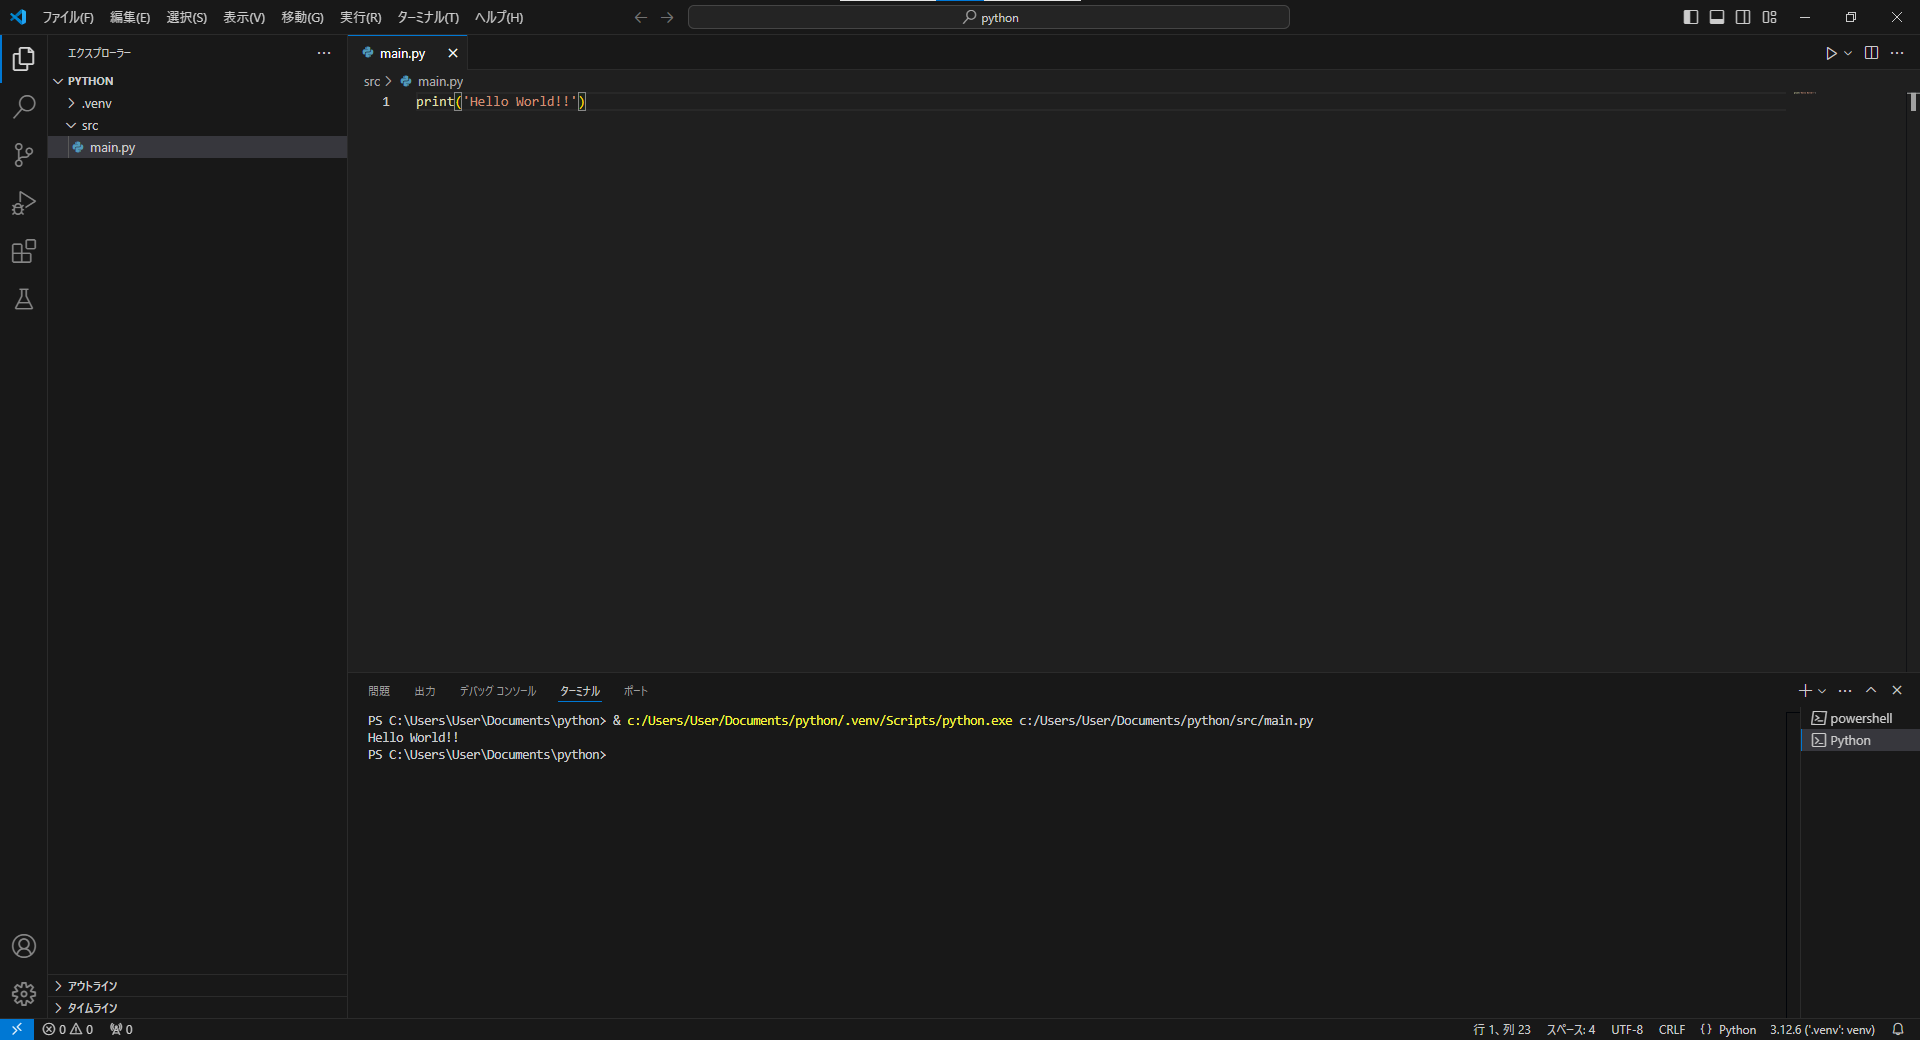 ファイル(F) 編集(E) 選択(S) 表示(V) 移動(G) 実行(R) ターミナル(T) ヘルプ(H) python
エクスプローラー
PYTHON
.venv
src
main.py
main.py
src > main.py
1 print('Hello World!!')
問題 出力 デバッグ コンソール ターミナル ポート
PS C:\Users\User\Documents\python> & c:/Users/User/Documents/python/.venv/Scripts/python.exe c:/Users/User/Documents/python/src/main.py
Hello World!!
PS C:\Users\User\Documents\python>
powershell
Python
アウトライン
タイムライン
0 0 0 行 1、列 23 スペース: 4 UTF-8 CRLF {} Python 3.12.6 ('.venv': venv)